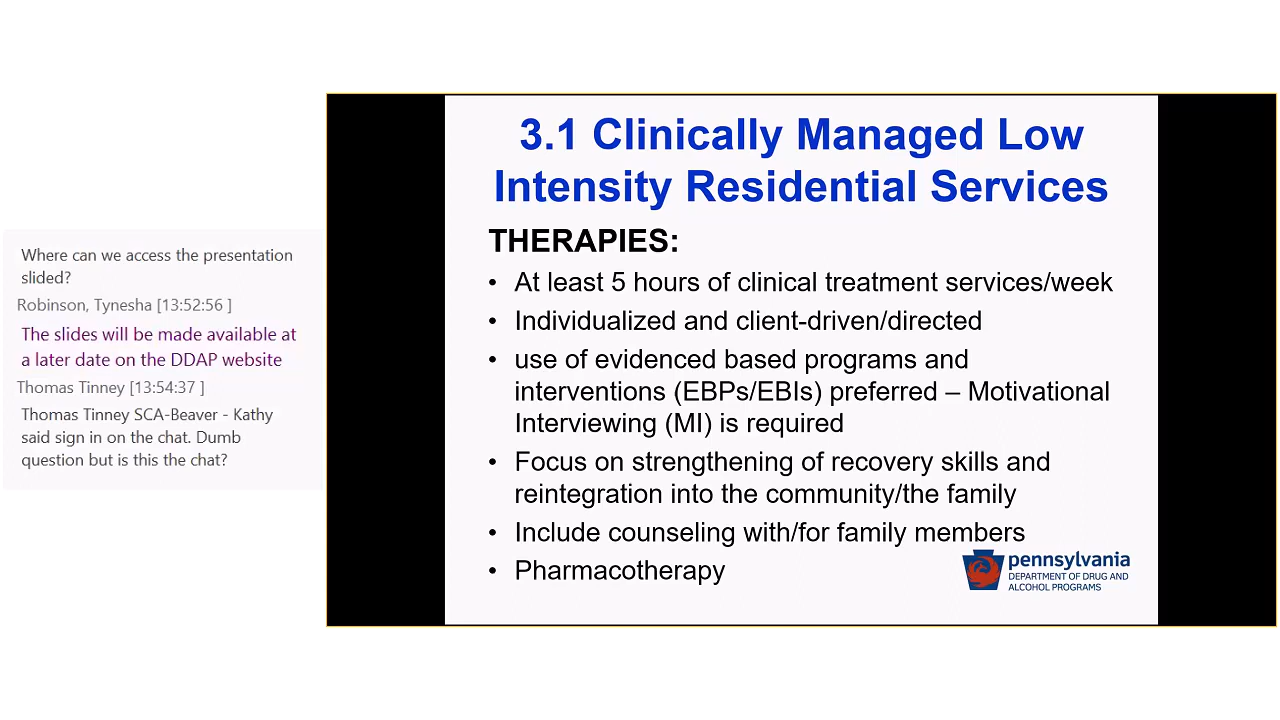 Where can we access the presentation
slided?
Robinson, Tynesha [13:52:56 ]
The slides will be made available at
a later date on the DDAP website
Thomas Tinney [13:54:37 ]
Thomas Tinney SCA-Beaver - Kathy
said sign in on the chat. Dumb
question but is this the chat?
3.1 Clinically Managed Low
Intensity Residential Services
THERAPIES:
• At least 5 hours of clinical treatment services/week
• Individualized and client-driven/directed
• use of evidenced based programs and
interventions (EBPs/EBIs) preferred – Motivational
Interviewing (MI) is required
• Focus on strengthening of recovery skills and
reintegration into the community/the family
• Include counseling with/for family members
• Pharmacotherapy
pennsylvania
DEPARTMENT OF DRUG AND
ALCOHOL PROGRAMS